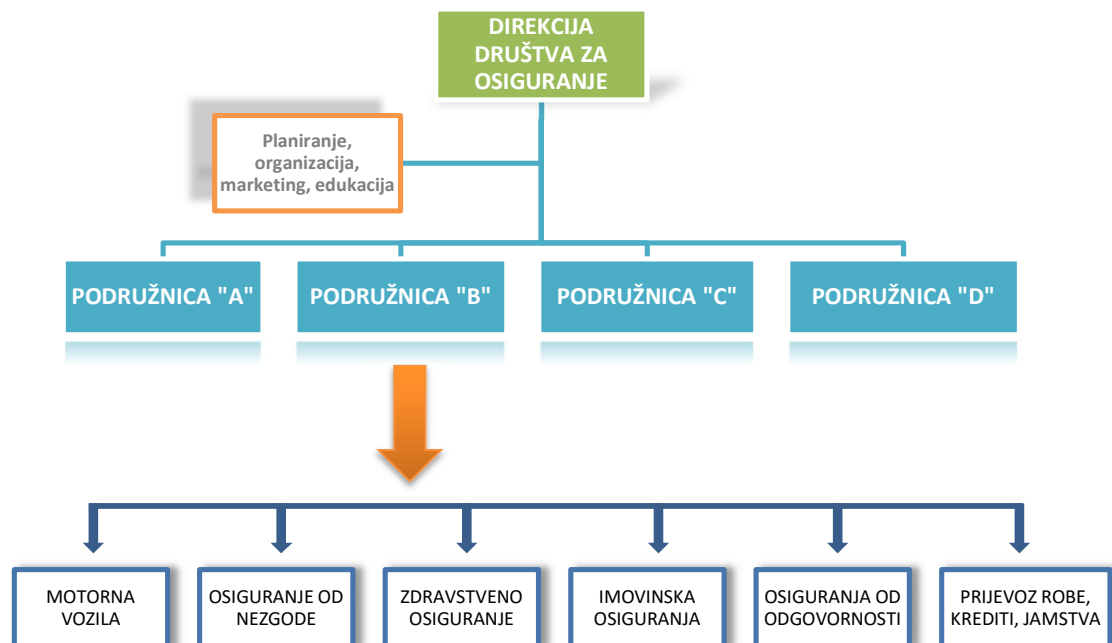 DIREKCIJA
DRUŠTVA ZA
OSIGURANJE
Planiranje,
organizacija,
marketing, edukacija
PODRUŽNICA "A"
PODRUŽNICA "B"
PODRUŽNICA "C"
PODRUŽNICA "D"
MOTORNA
VOZILA
OSIGURANJE OD
NEZGODE
ZDRAVSTVENO
OSIGURANJE
IMOVINSKA
OSIGURANJA
OSIGURANJA OD
ODGOVORNOSTI
PRIJEVOZ ROBE,
KREDITI, JAMSTVA